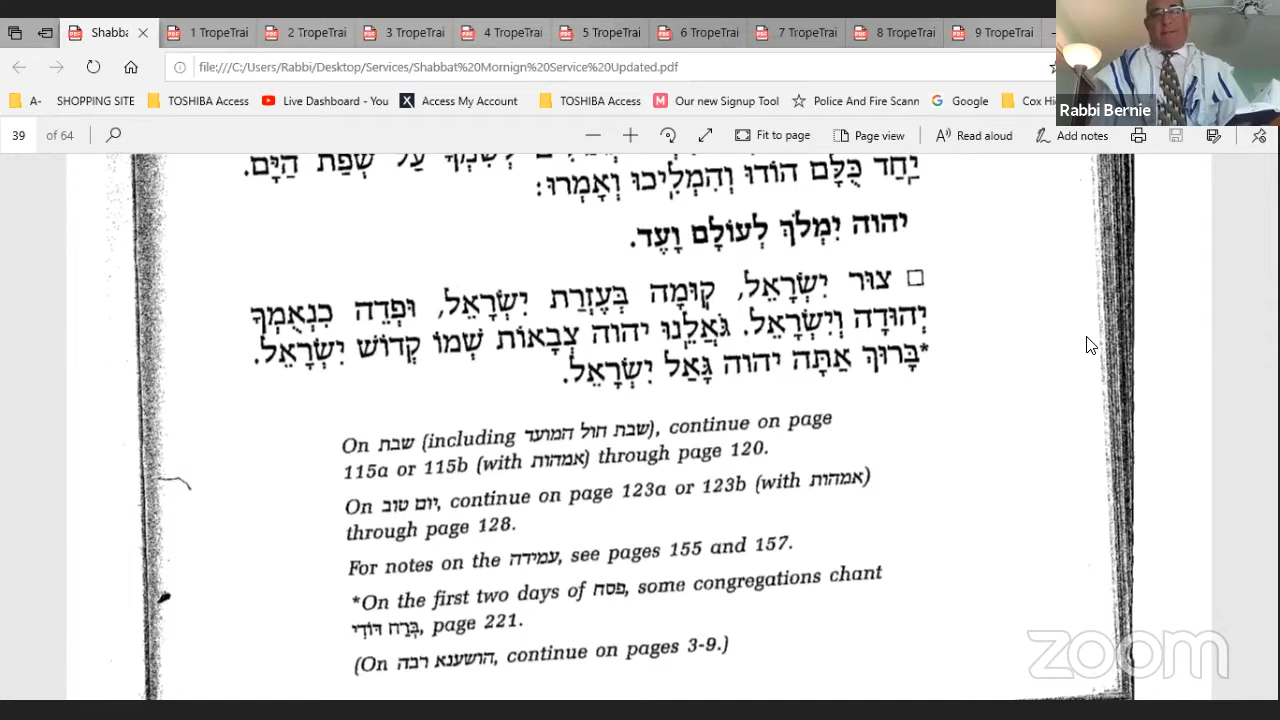 Shabba
1 TropeTrai
2 TropeTrai
3 TropeTrai
4 TropeTrai
5 TropeTrai
6 TropeTrai
7 TropeTrai
8 TropeTrai
9 TropeTrai
file:///C:/Users/Rabbi/Desktop/Services/Shabbat%20Mornign%20Service%20Updated.pdf
A- SHOPPING SITE
TOSHIBA Access
Live Dashboard - You
Access My Account
TOSHIBA Access
Our new Signup Tool
Police And Fire Scann
Google
Cox Hi
Rabbi Bernie
39 of 64
Fit to page
Page view
Read aloud
Add notes
לְשִׁמְךָ עַל שְׂפַת הַיָּם.
יַֽחַד כֻּלָּם הוֹדוּ וְהִמְלִֽיכוּ וְאָמְרוּ:
יהוה יִמְלֹךְ לְעוֹלָם וָעֶד.
□ צוּר יִשְׂרָאֵל, קֽוּמָה בְּעֶזְרַת יִשְׂרָאֵל, וּפְדֵה כִנְאֻמְךָ
יְהוּדָה וְיִשְׂרָאֵל. גֹּאֲלֵֽנוּ יהוה צְבָאוֹת שְׁמוֹ קְדוֹשׁ יִשְׂרָאֵל.
*בָּרוּךְ אַתָּה יהוה גָּאַל יִשְׂרָאֵל.
On שבת (including שבת חול המועד), continue on page
115a or 115b (with אמהות) through page 120.
On יום טוב, continue on page 123a or 123b (with אמהות)
through page 128.
For notes on the עמידה, see pages 155 and 157.
*On the first two days of פסח, some congregations chant
בְּרַח דּוֹדִי, page 221.
(On הושענא רבה, continue on pages 3-9.)
zoom